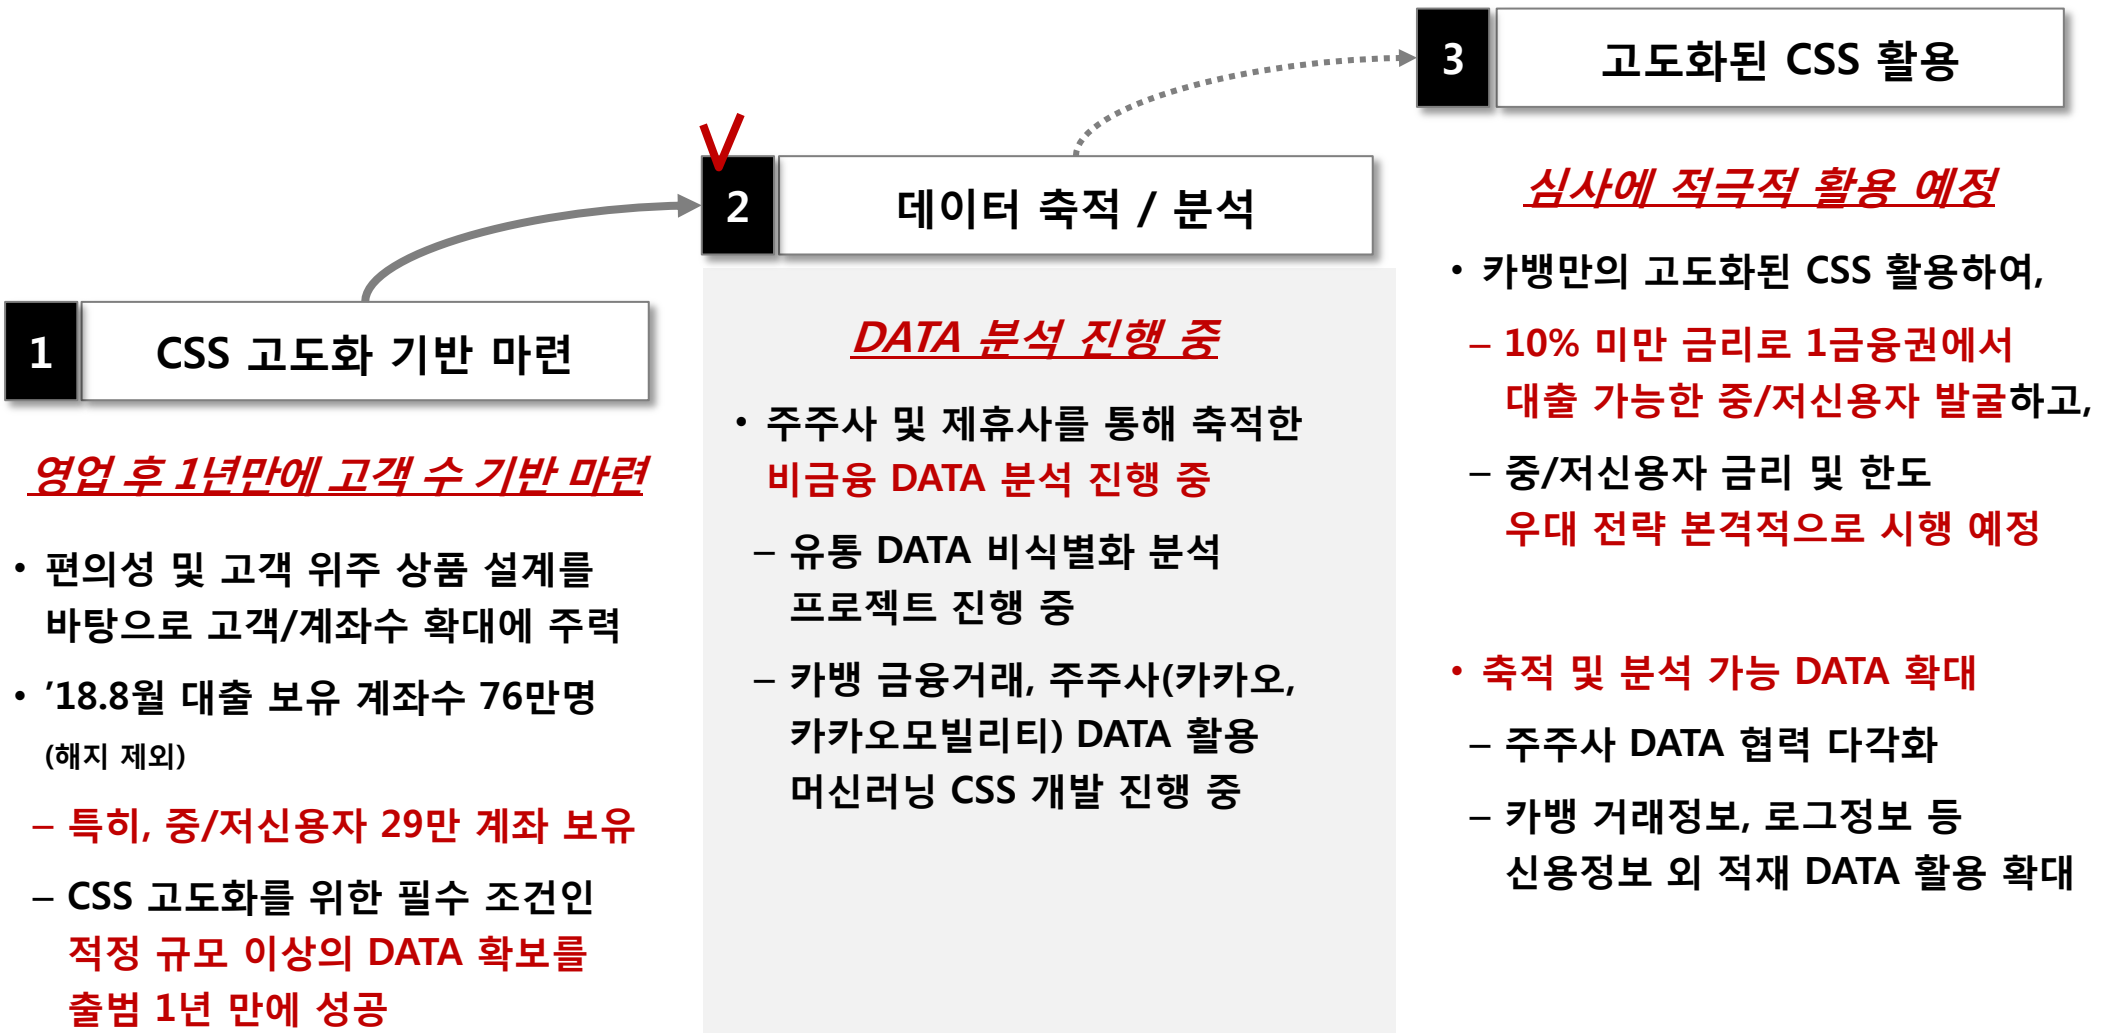 1
CSS 고도화 기반 마련
영업 후 1년만에 고객 수 기반 마련
• 편의성 및 고객 위주 상품 설계를
바탕으로 고객/계좌수 확대에 주력
• ’18.8월 대출 보유 계좌수 76만명
(해지 제외)
– 특히, 중/저신용자 29만 계좌 보유
– CSS 고도화를 위한 필수 조건인
적정 규모 이상의 DATA 확보를
출범 1년 만에 성공
2
데이터 축적 / 분석
DATA 분석 진행 중
• 주주사 및 제휴사를 통해 축적한
비금융 DATA 분석 진행 중
– 유통 DATA 비식별화 분석
프로젝트 진행 중
– 카뱅 금융거래, 주주사(카카오,
카카오모빌리티) DATA 활용
머신러닝 CSS 개발 진행 중
3
고도화된 CSS 활용
심사에 적극적 활용 예정
• 카뱅만의 고도화된 CSS 활용하여,
– 10% 미만 금리로 1금융권에서
대출 가능한 중/저신용자 발굴하고,
– 중/저신용자 금리 및 한도
우대 전략 본격적으로 시행 예정
• 축적 및 분석 가능 DATA 확대
– 주주사 DATA 협력 다각화
– 카뱅 거래정보, 로그정보 등
신용정보 외 적재 DATA 활용 확대